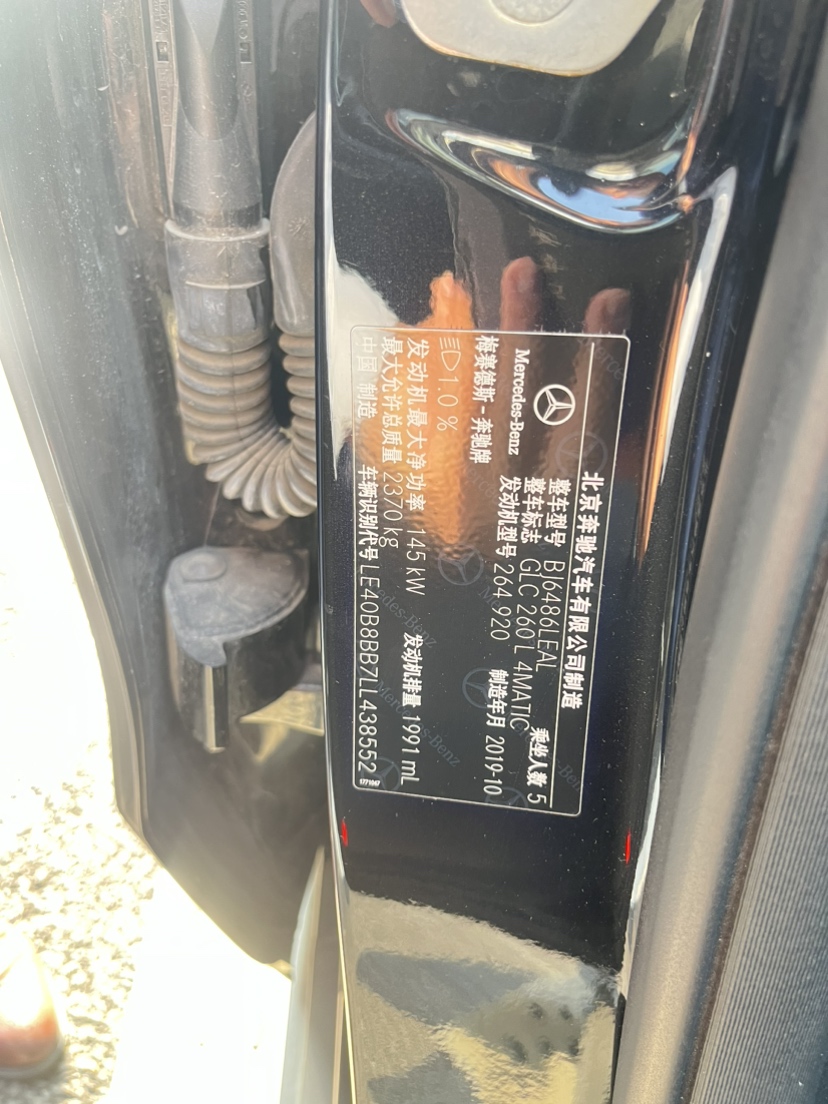 北京奔驰汽车有限公司制造
Mercedes-Benz
梅赛德斯-奔驰牌
整车型号 BJ6486LEAL 乘坐人数 5
整车标志 GLC 260 L 4MATIC
发动机型号 264 920 制造年月 2019-10
1.0 %
发动机最大净功率 145 kW 发动机排量 1991 mL
最大允许总质量 2370 kg
中国 制造 车辆识别代号 LE40B8BB7LL438552